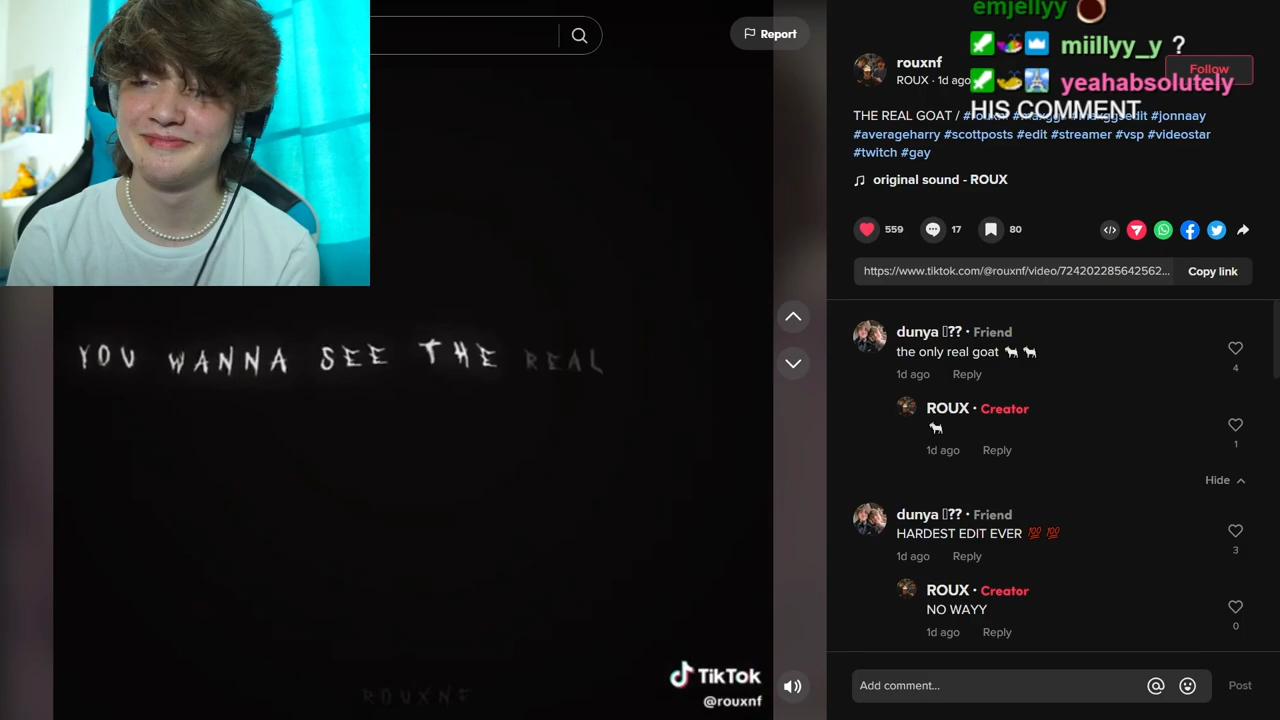 Report
emjellyy
miillyy_y ?
yeahabsolutely
HIS COMMENT
rouxnf
ROUX · 1d ago
Follow
THE REAL GOAT / #jonnaay
#averageharry #scottposts #edit #streamer #vsp #videostar
#twitch #gay
original sound - ROUX
559
17
80
https://www.tiktok.com/@rouxnf/video/724202285642562...
Copy link
YOU WANNA SEE THE REAL
dunya ?? · Friend
the only real goat 🐐 🐐
4
1d ago Reply
ROUX · Creator
🐐
1
1d ago Reply
Hide
dunya ?? · Friend
HARDEST EDIT EVER 💯 💯
3
1d ago Reply
ROUX · Creator
NO WAYY
0
1d ago Reply
ROUXNF
TikTok
@rouxnf
Add comment...
Post